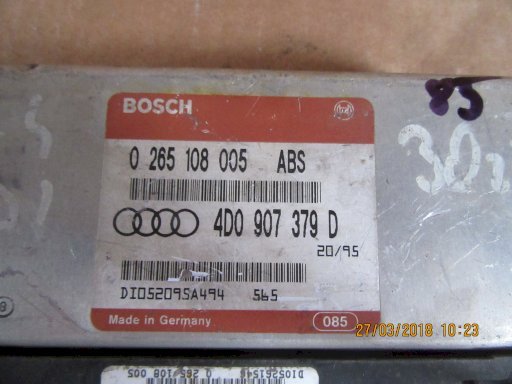 BOSCH
0 265 108 005 ABS
4D0 907 379 D
20/95
DI05209SA494 565
Made in Germany 085
85
27/03/2018 10:23
0 265 108 005